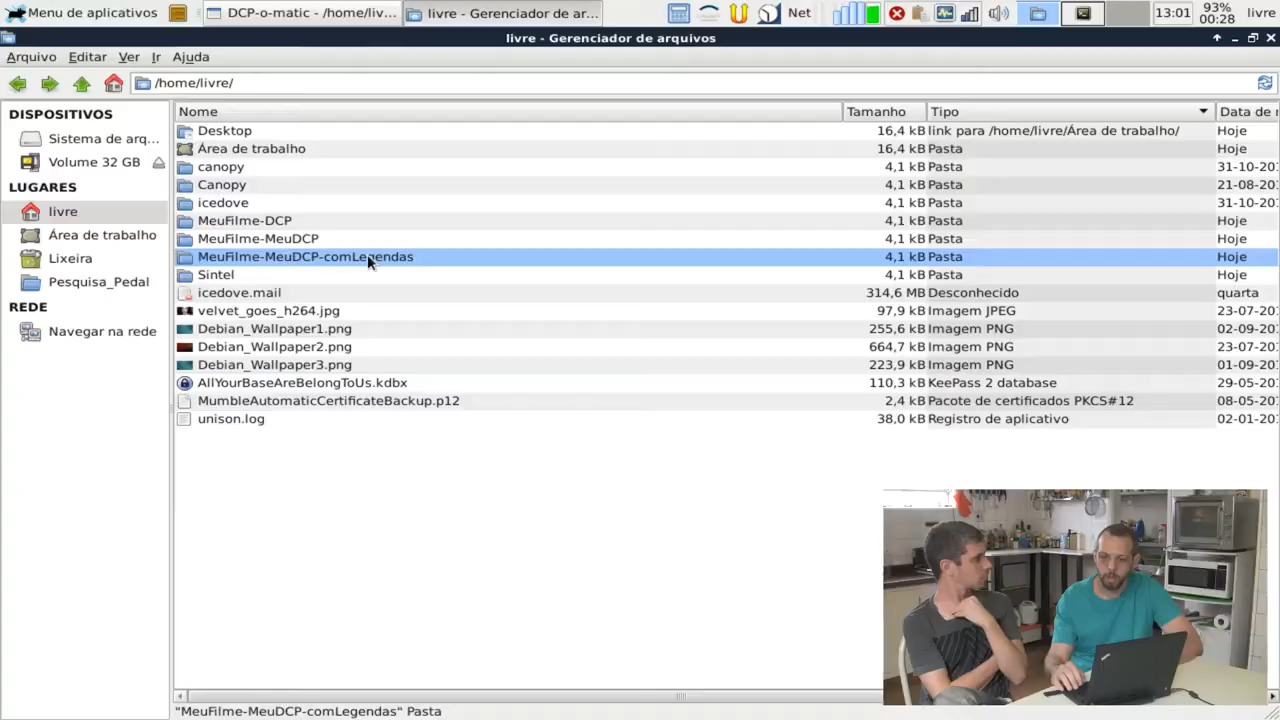 Menu de aplicativos DCP-o-matic - /home/liv... livre - Gerenciador de ar... Net 13:01 93% 00:28 livre
livre - Gerenciador de arquivos
Arquivo Editar Ver Ir Ajuda
/home/livre/
DISPOSITIVOS
Sistema de arq...
Volume 32 GB
LUGARES
livre
Área de trabalho
Lixeira
Pesquisa_Pedal
REDE
Navegar na rede
Nome Tamanho Tipo Data de
Desktop 16,4 kB link para /home/livre/Área de trabalho/ Hoje
Área de trabalho 16,4 kB Pasta Hoje
canopy 4,1 kB Pasta 31-10-20
Canopy 4,1 kB Pasta 21-08-20
icedove 4,1 kB Pasta 31-10-20
MeuFilme-DCP 4,1 kB Pasta Hoje
MeuFilme-MeuDCP 4,1 kB Pasta Hoje
MeuFilme-MeuDCP-comLegendas 4,1 kB Pasta Hoje
Sintel 4,1 kB Pasta Hoje
icedove.mail 314,6 MB Desconhecido quarta
velvet_goes_h264.jpg 97,9 kB Imagem JPEG 23-07-20
Debian_Wallpaper1.png 255,6 kB Imagem PNG 02-09-20
Debian_Wallpaper2.png 664,7 kB Imagem PNG 23-07-20
Debian_Wallpaper3.png 223,9 kB Imagem PNG 01-09-20
AllYourBaseAreBelongToUs.kdbx 110,3 kB KeePass 2 database 29-05-20
MumbleAutomaticCertificateBackup.p12 2,4 kB Pacote de certificados PKCS#12 08-05-20
unison.log 38,0 kB Registro de aplicativo 02-01-20
"MeuFilme-MeuDCP-comLegendas" Pasta